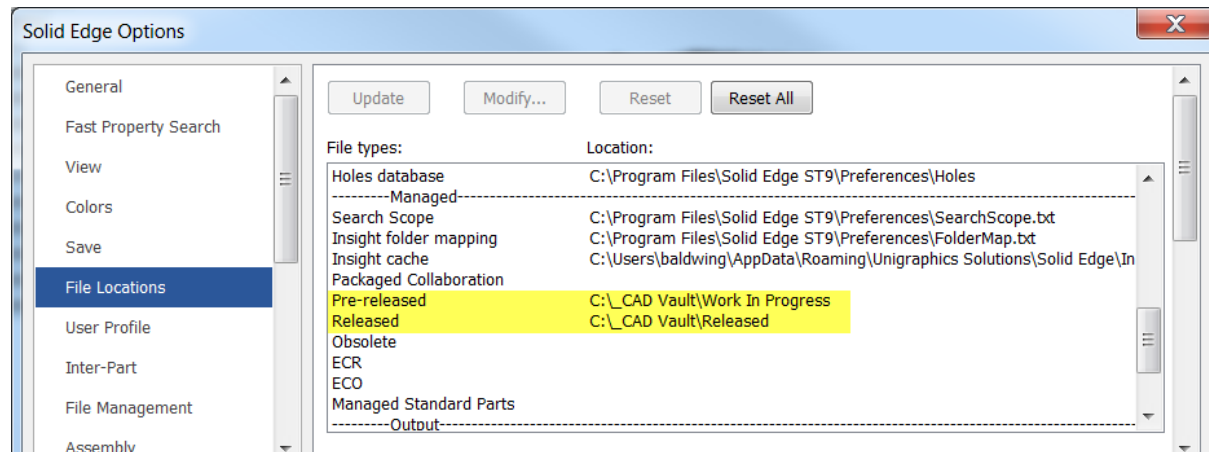 Solid Edge Options
X
General
Fast Property Search
View
Colors
Save
File Locations
User Profile
Inter-Part
File Management
Assembly
Update Modify... Reset Reset All
File types: Location:
Holes database C:\Program Files\Solid Edge ST9\Preferences\Holes
---------Managed---------
Search Scope C:\Program Files\Solid Edge ST9\Preferences\SearchScope.txt
Insight folder mapping C:\Program Files\Solid Edge ST9\Preferences\FolderMap.txt
Insight cache C:\Users\baldwing\AppData\Roaming\Unigraphics Solutions\Solid Edge\In
Packaged Collaboration
Pre-released C:\_CAD Vault\Work In Progress
Released C:\_CAD Vault\Released
Obsolete
ECR
ECO
Managed Standard Parts
---------Output---------